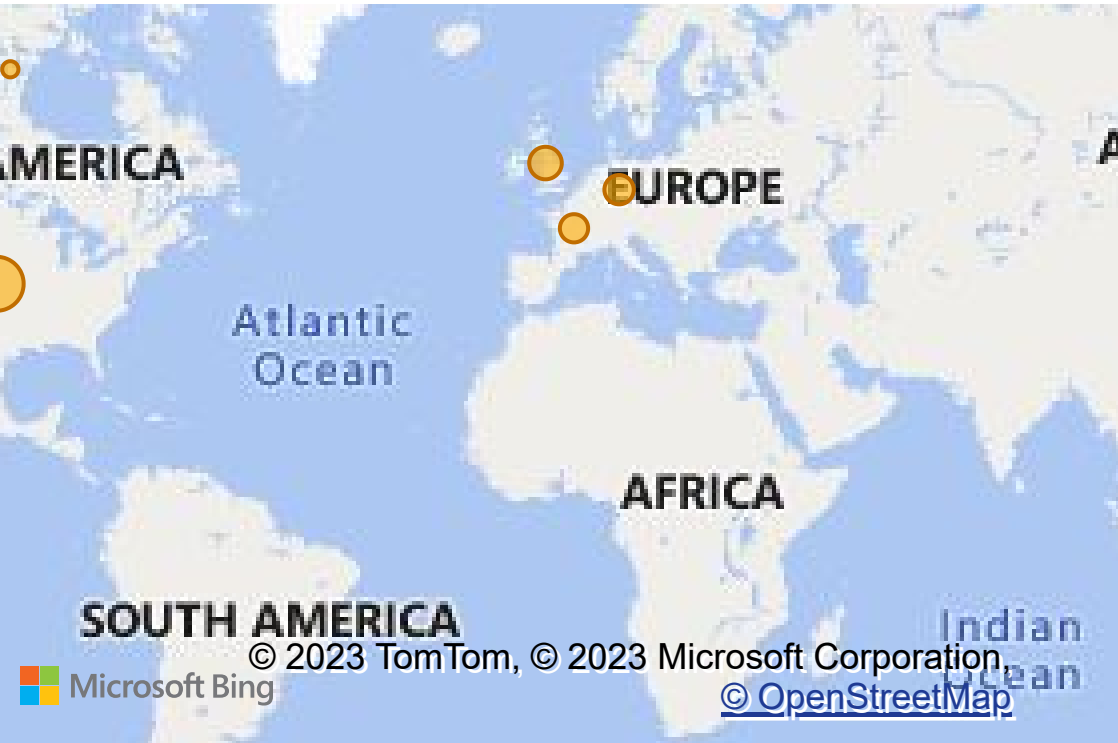 AMERICA
A
EUROPE
Atlantic
Ocean
AFRICA
SOUTH AMERICA
Indian
Ocean
© 2023 TomTom, © 2023 Microsoft Corporation,
© OpenStreetMap
Microsoft Bing